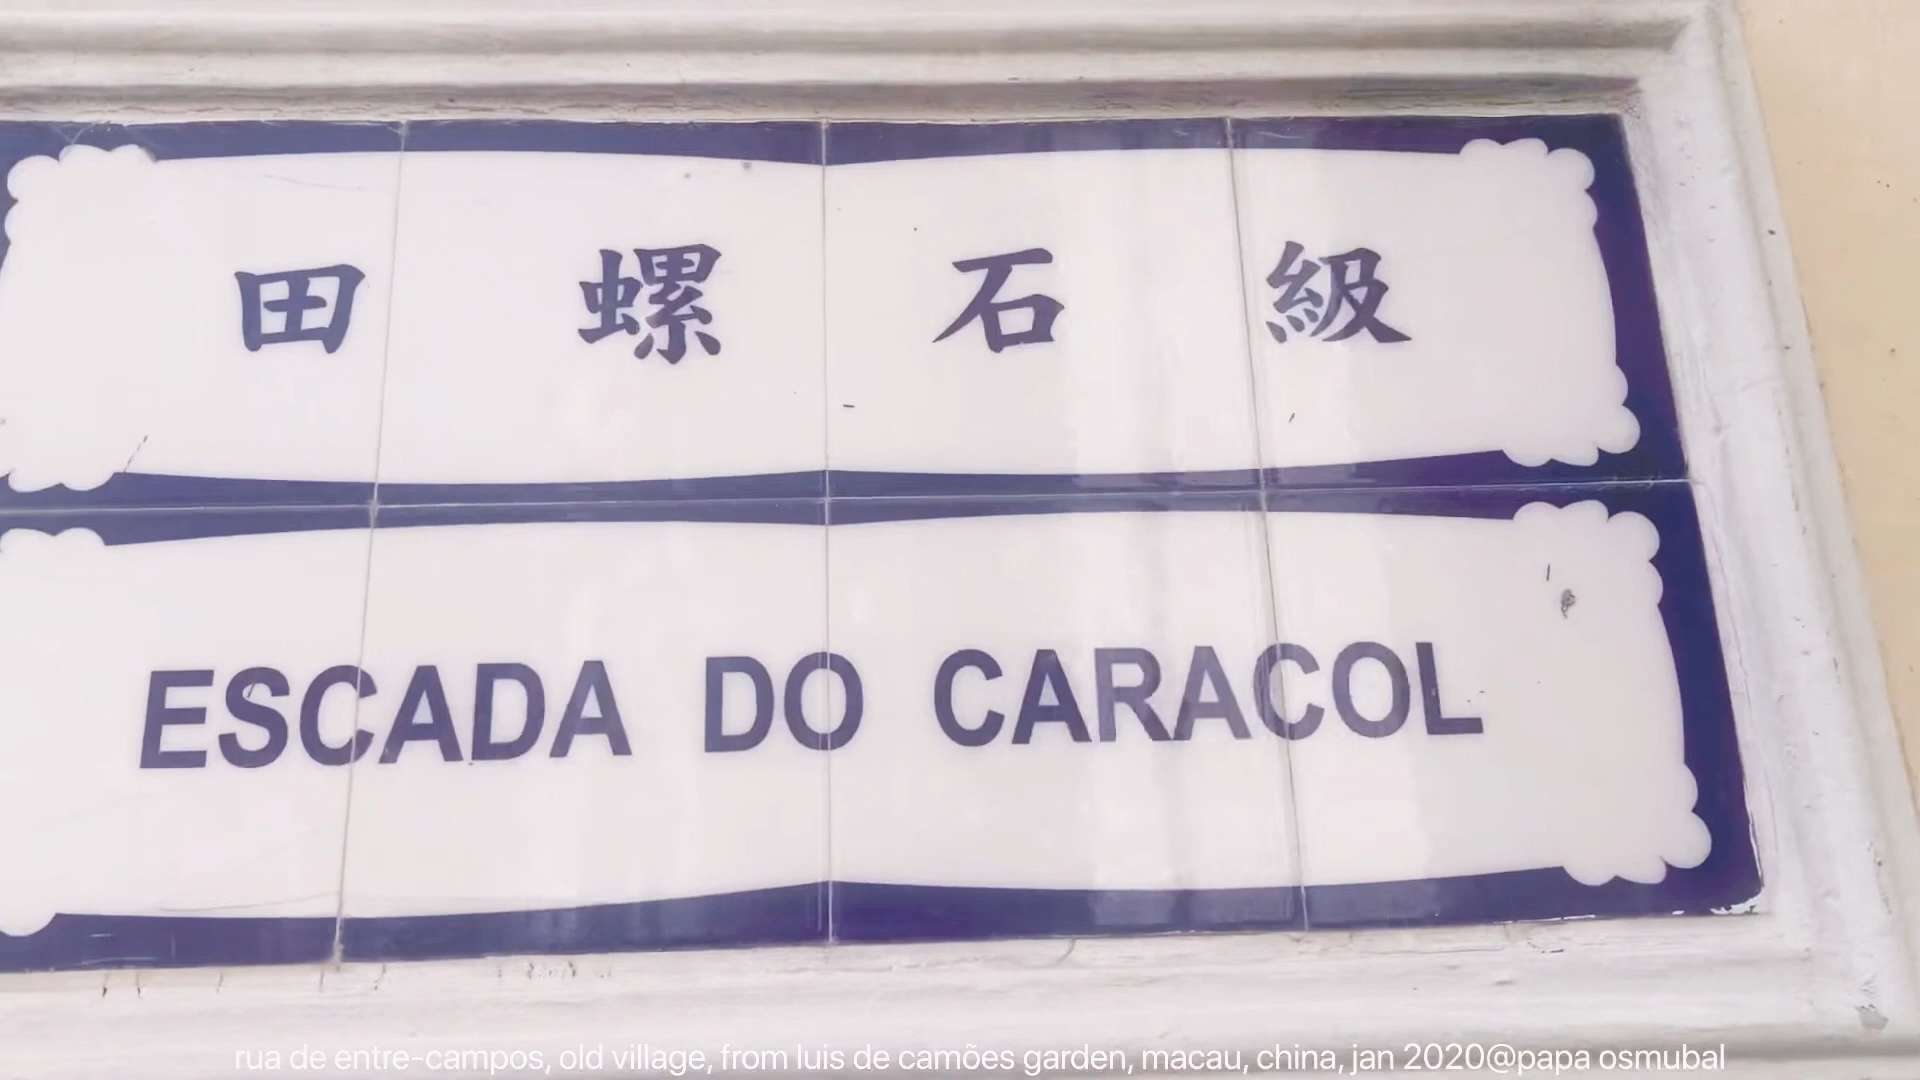 田螺石級
ESCADA DO CARACOL
rua de entre-campos, old village, from luis de camões garden, macau, china, jan 2020@papa osmubal